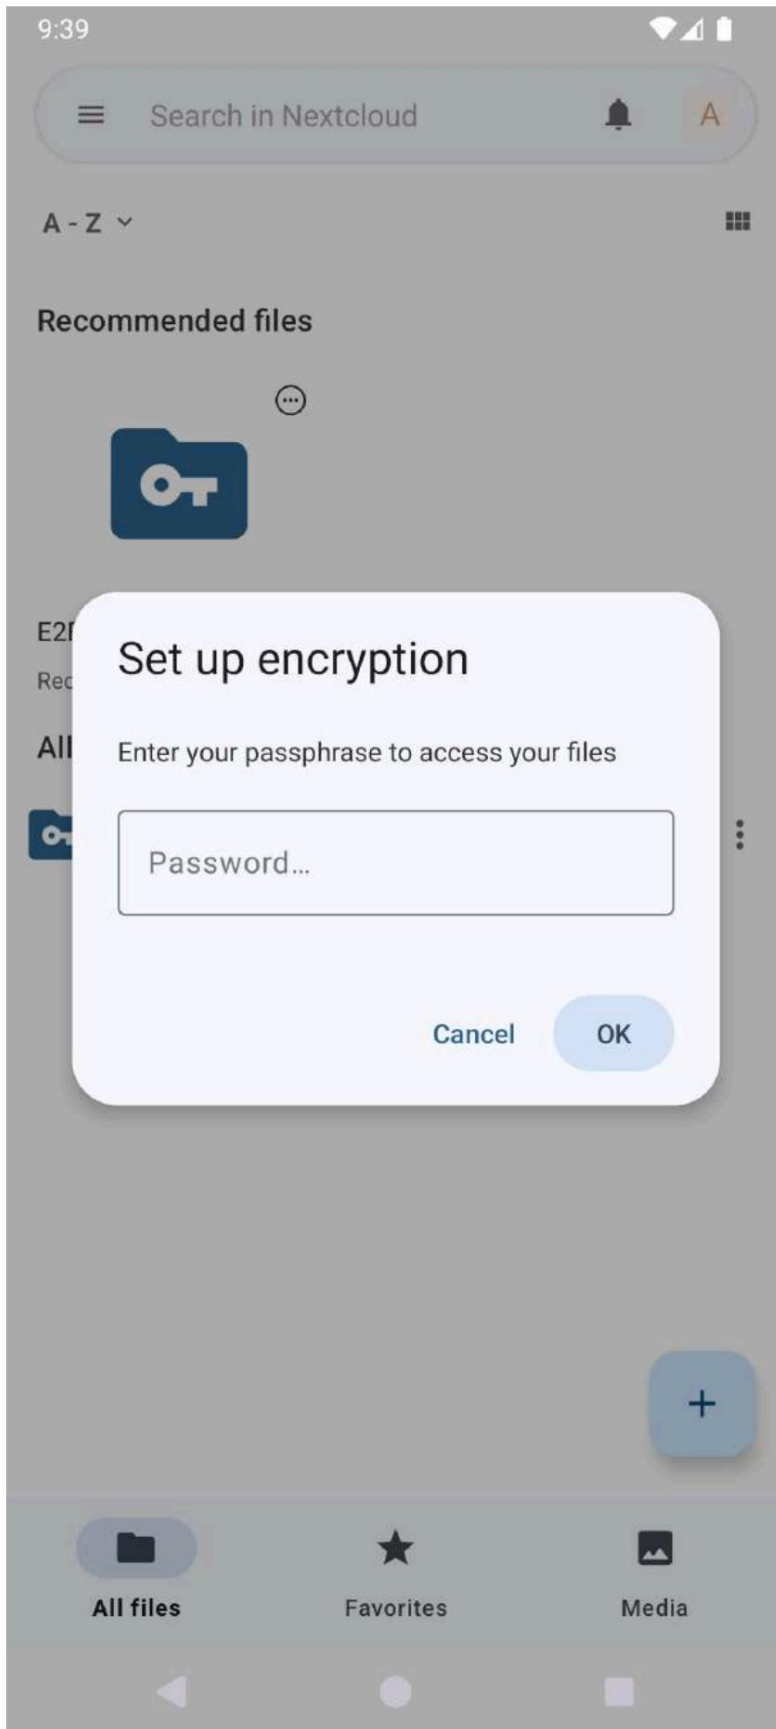 9:39
Search in Nextcloud
A
A - Z
Recommended files
Set up encryption
Enter your passphrase to access your files
Password…
Cancel
OK
All
All files
Favorites
Media